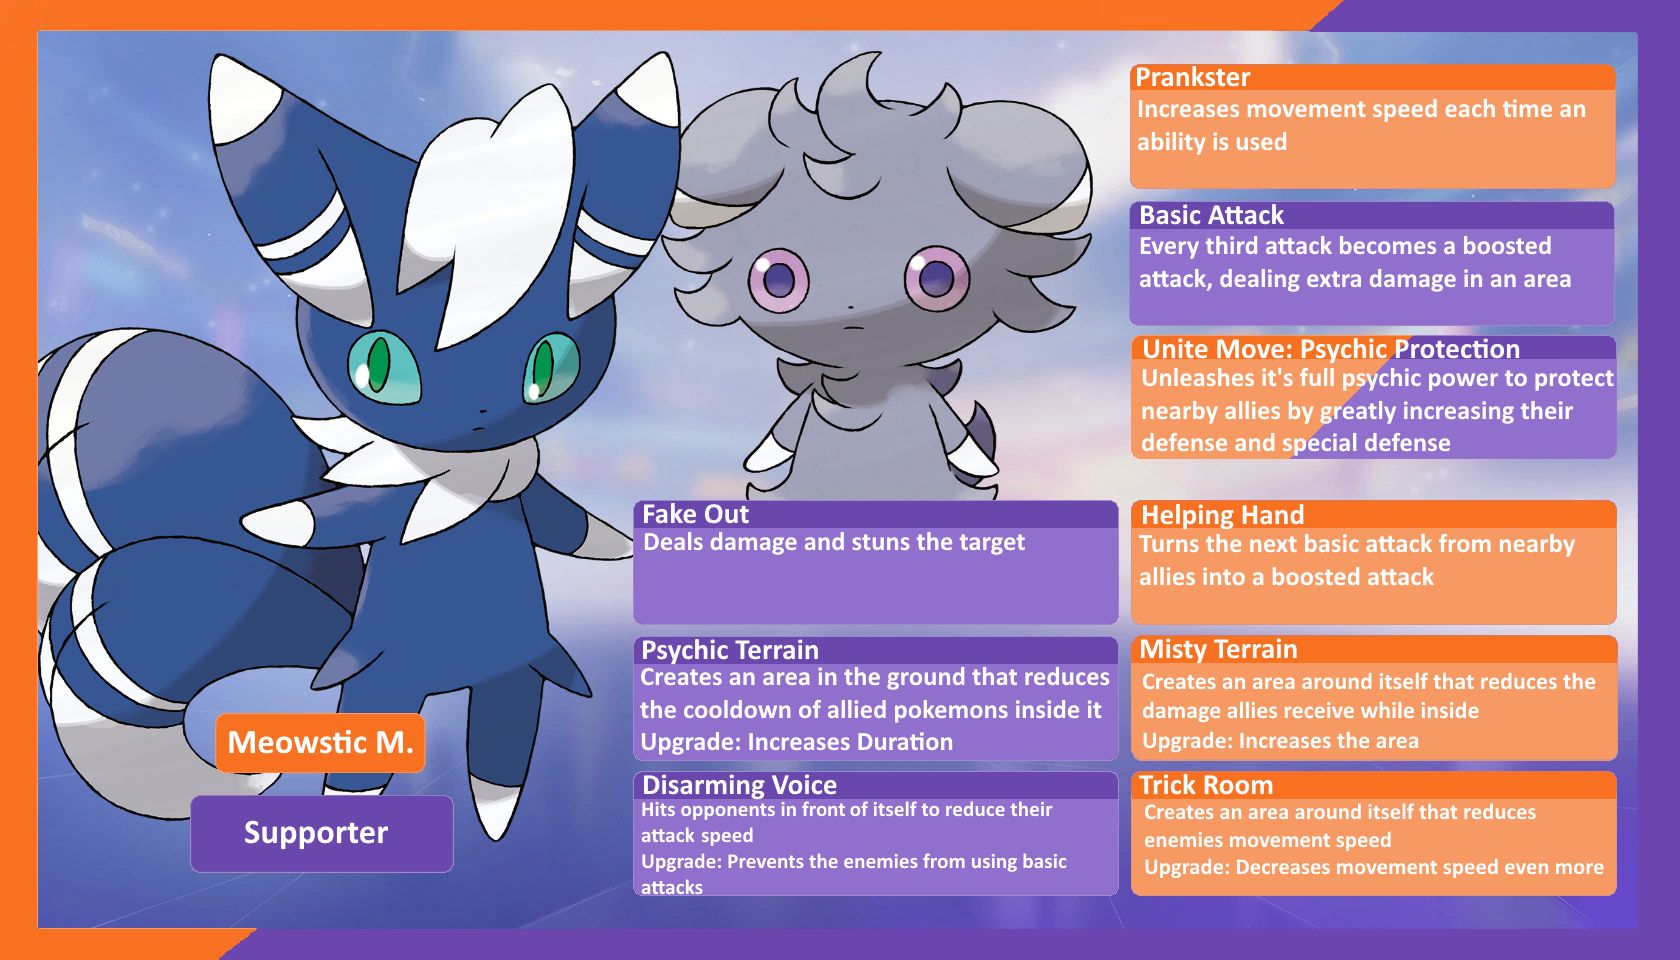 Prankster
Increases movement speed each time an
ability is used
Basic Attack
Every third attack becomes a boosted
attack, dealing extra damage in an area
Unite Move: Psychic Protection
Unleashes it's full psychic power to protect
nearby allies by greatly increasing their
defense and special defense
Fake Out
Deals damage and stuns the target
Helping Hand
Turns the next basic attack from nearby
allies into a boosted attack
Psychic Terrain
Creates an area in the ground that reduces
the cooldown of allied pokemons inside it
Upgrade: Increases Duration
Misty Terrain
Creates an area around itself that reduces the
damage allies receive while inside
Upgrade: Increases the area
Disarming Voice
Hits opponents in front of itself to reduce their
attack speed
Upgrade: Prevents the enemies from using basic
attacks
Trick Room
Creates an area around itself that reduces
enemies movement speed
Upgrade: Decreases movement speed even more
Meowstic M.
Supporter